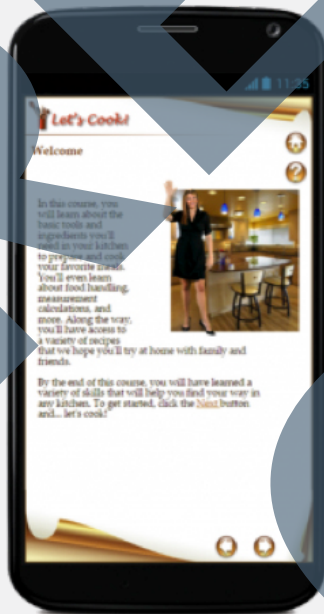 11:35
Let's Cook!
Welcome
In this course, you
will learn about the
basic tools and
ingredients you'll
need in your kitchen
to prepare and cook
your favorite meals.
You'll even learn
about food handling,
measurement
calculations, and
more. Along the way,
you'll have access to
a variety of recipes
that we hope you'll try at home with family and
friends.
By the end of this course, you will have learned a
variety of skills that will help you find your way in
any kitchen. To get started, click the Next button
and... let's cook!
?